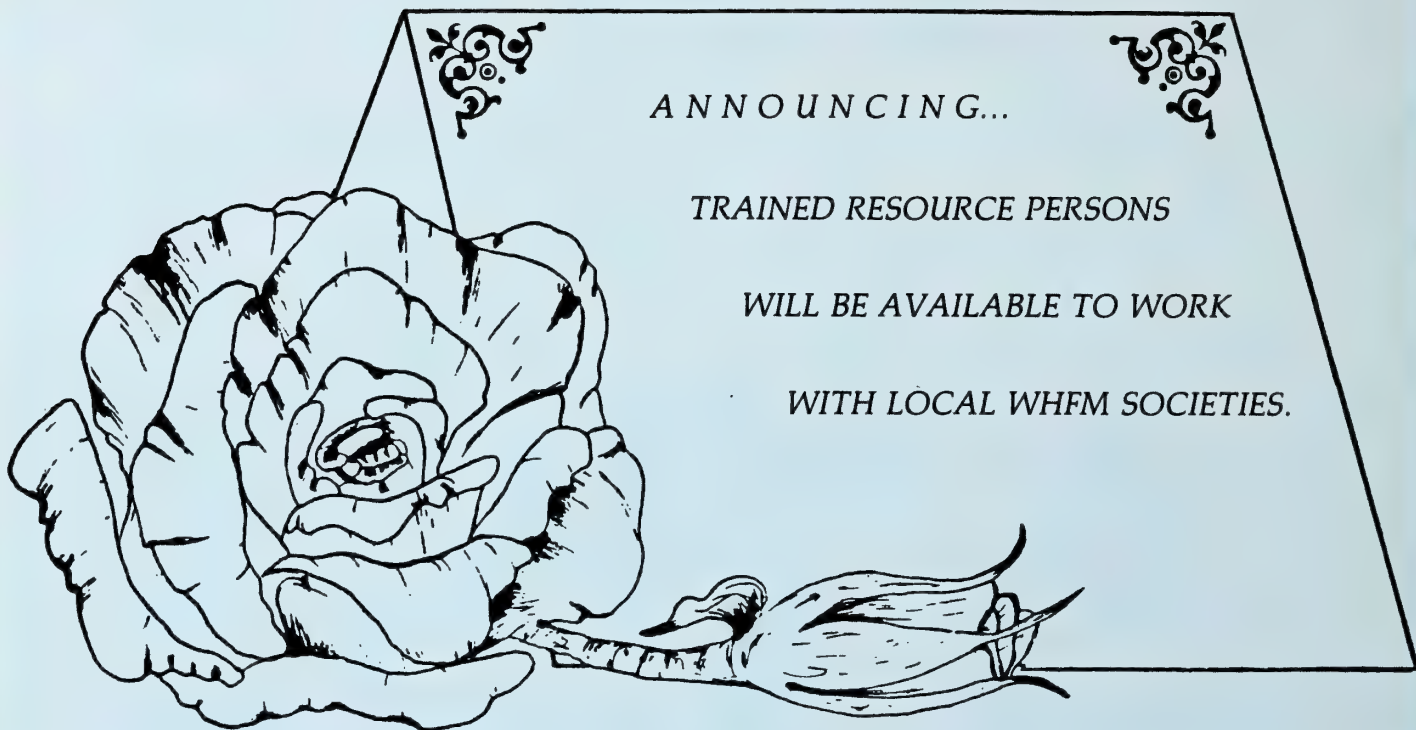 ANNOUNCING...
TRAINED RESOURCE PERSONS
WILL BE AVAILABLE TO WORK
WITH LOCAL WHFM SOCIETIES.